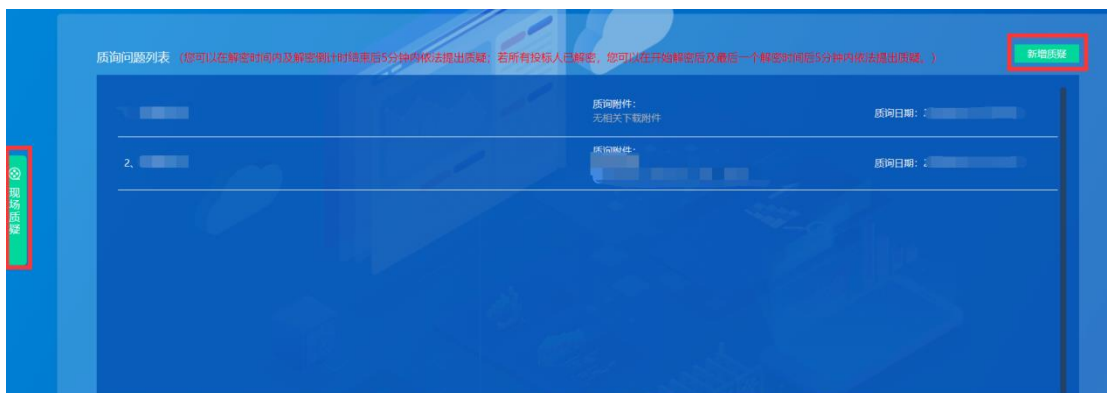 质询问题列表 (您可以在解密时间内及解密倒计时结束后5分钟内依法提出质疑;若所有投标人已解密,您可以在开始解密后及最后一个解密时间后5分钟内依法提出质疑。)
新增质疑
质询附件:
无相关下载附件
质询日期:
2、
质询附件:
质询日期:
现场质疑